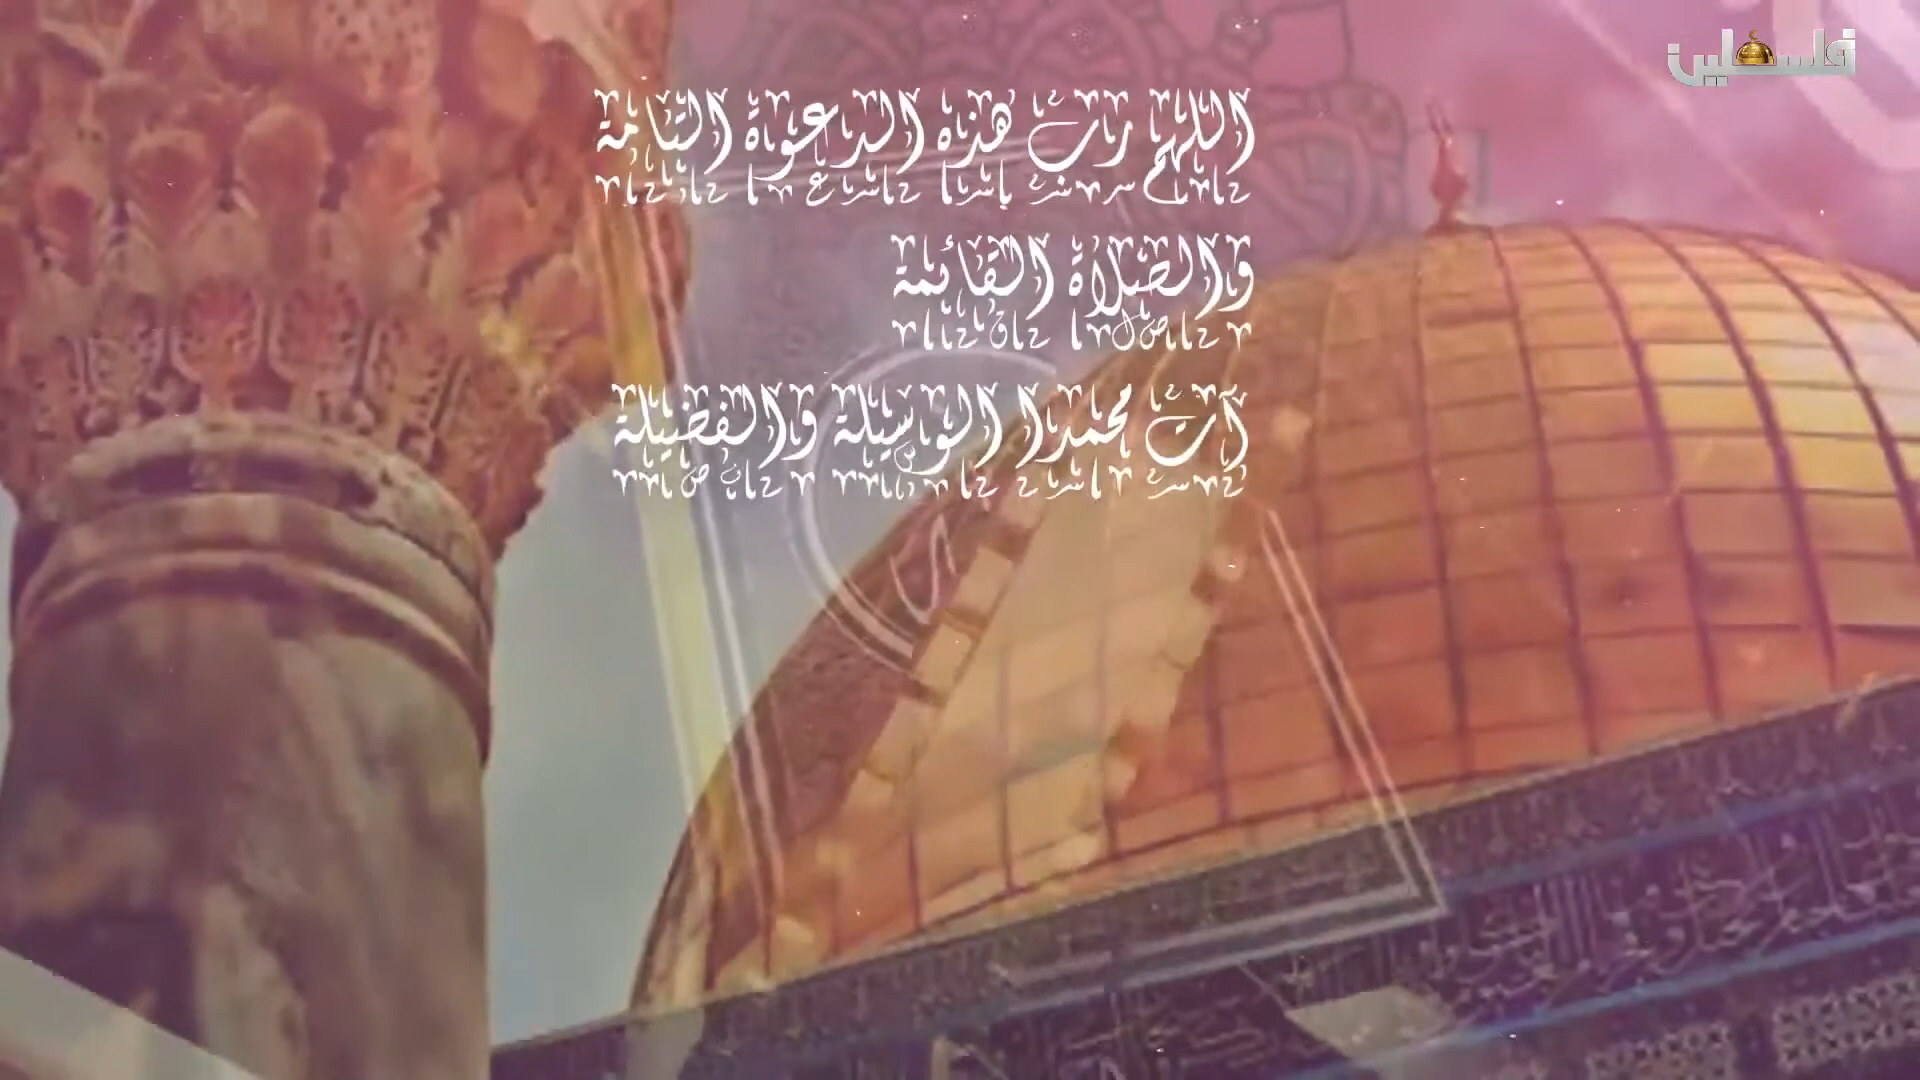 فلسطين
اللهم رب هذه الدعوة التامة
والصلاة القائمة
آت محمدا الوسيلة والفضيلة